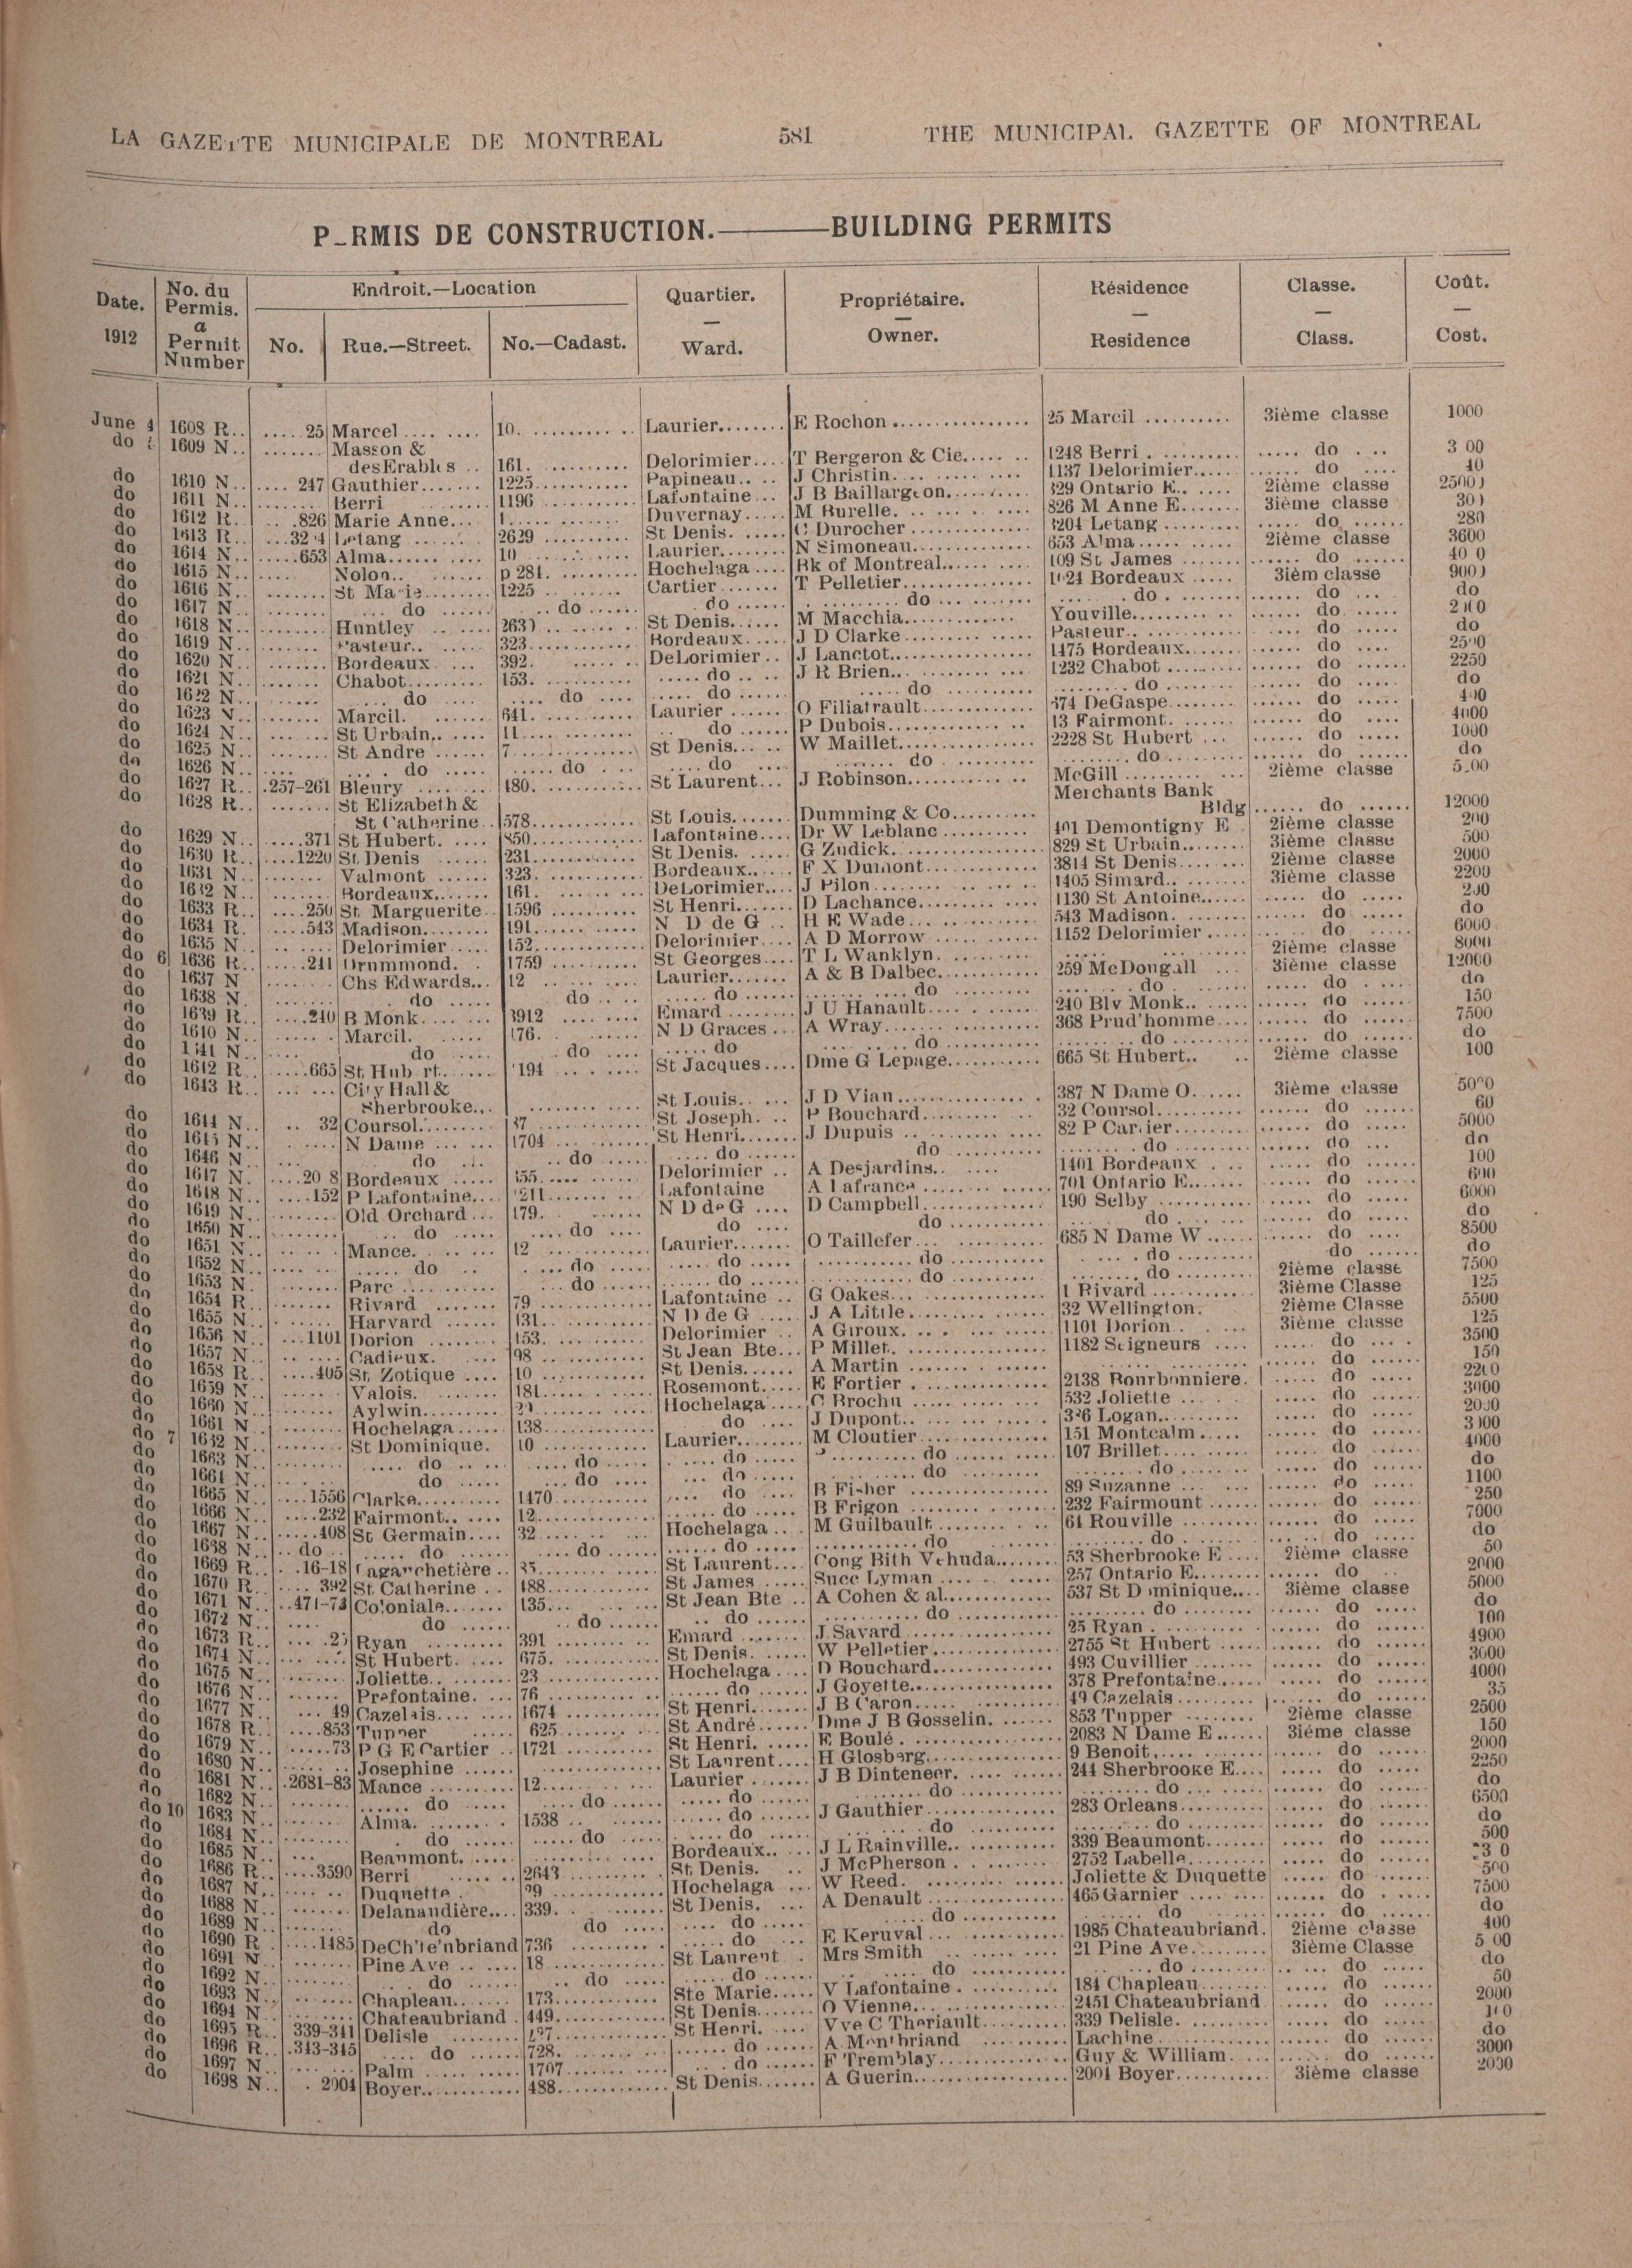 LA GAZETTE MUNICIPALE DE MONTREAL 581 THE MUNICIPAL GAZETTE OF MONTREAL
P_RMIS DE CONSTRUCTION.———BUILDING PERMITS
Date. 1912 No. du Permis. a Permit Number Endroit.—Location No. Rue.—Street. No.—Cadast. Quartier. — Ward. Propriétaire. — Owner. Résidence — Residence Classe. — Class. Coût. — Cost.
June 4 1608 R.. 25 Marcel 10. Laurier E Rochon 25 Marcil 3ième classe 1000
do 1609 N.. Masson &
desErables 161. Delorimier T Bergeron & Cie 1248 Berri do 3 00
do 1610 N.. 247 Gauthier 1225 Papineau J Christin 1137 Delorimier do 40
do 1611 N.. Berri 1196 Lafontaine J B Baillargeon 329 Ontario E. 2ième classe 25000
do 1612 R.. 826 Marie Anne 1 Duvernay M Burelle. 826 M Anne E 3ième classe 300
do 1613 R.. 32 4 Letang 2629 St Denis. C Durocher 3204 Letang do 280
do 1614 N.. 653 Alma 10 Laurier N Simoneau 653 Alma 2ième classe 3600
do 1615 N.. Nolon p 281. Hochelaga Bk of Montreal 109 St James do 40 0
do 1616 N.. St Marie 1225 Cartier T Pelletier 1624 Bordeaux 3ièm classe 9000
do 1617 N.. do do do do do do do
do 1618 N.. Huntley 2630 St Denis M Macchia Youville do 2100
do 1619 N.. Pasteur 323 Bordeaux J D Clarke Pasteur do do
do 1620 N.. Bordeaux 392. DeLorimier J Lanctot 1475 Bordeaux do 2500
do 1621 N.. Chabot 153. do J R Brien 1232 Chabot do 2250
do 1622 N.. do do do do do do do
do 1623 N.. Marcil. 641. Laurier O Filiatrault 374 DeGaspe do 400
do 1624 N.. St Urbain 11 do P Dubois 13 Fairmont. do 4000
do 1625 N.. St Andre 7 St Denis W Maillet 2228 St Hubert do 1000
do 1626 N.. do do do do do do do
do 1627 R.. 257-261 Bleury 180. St Laurent J Robinson McGill 2ième classe 5.00
do 1628 R.. St Elizabeth & Merchants Bank
St Catherine 578 St Louis Dumming & Co Bldg do 12000
do 1629 N.. 371 St Hubert. 850 Lafontaine Dr W Leblanc 401 Demontigny E 2ième classe 200
do 1630 R.. 1220 St Denis 231 St Denis. G Zudick 829 St Urbain 3ième classe 500
do 1631 N.. Valmont 323 Bordeaux F X Dumont 3814 St Denis 2ième classe 2000
do 1632 N.. Bordeaux 161. DeLorimier J Pilon 1405 Simard 3ième classe 2200
do 1633 R.. 250 St Marguerite 1596 St Henri D Lachance 1130 St Antoine do 200
do 1634 R. 543 Madison 191 N D de G H E Wade 543 Madison. do do
do 1635 N.. Delorimier 152 Delorimier A D Morrow 1152 Delorimier do 6000
do 6 1636 R.. 241 Drummond. 1759 St Georges T L Wanklyn. 2ième classe 8000
do 1637 N Chs Edwards 12 Laurier A & B Dalbec 259 McDougall 3ième classe 12000
do 1638 N. do do do do do do do
do 1639 R.. 240 B Monk 3912 Emard J U Hanault 240 Blv Monk do 150
do 1640 N.. Marcil. 176. N D Graces A Wray 368 Prud'homme do 7500
do 1641 N.. do do do do do do do
do 1642 R.. 665 St Hub rt 194 St Jacques Dme G Lepage 665 St Hubert 2ième classe 100
do 1643 R.. City Hall &
Sherbrooke St Louis J D Vian 387 N Dame O 3ième classe 5000
do 1644 N.. 32 Coursol 37 St Joseph. P Bouchard 32 Coursol do 60
do 1645 N.. N Dame 1704 St Henri J Dupuis 82 P Cartier do 5000
do 1646 N.. do do do do do do do
do 1647 N. 20 8 Bordeaux 155 Delorimier A Desjardins 1401 Bordeaux do 100
do 1648 N.. 152 P Lafontaine 1211 Lafontaine A Lafrance 701 Ontario E do 600
do 1649 N.. Old Orchard 179. N D de G D Campbell 190 Selby do 6000
do 1650 N.. do do do do do do do
do 1651 N.. Mance. 12 Laurier O Taillefer 685 N Dame W do 8500
do 1652 N.. do do do do do do do
do 1653 N. Parc do do do do 2ième classe 7500
do 1654 R.. Rivard 79 Lafontaine G Oakes 1 Rivard 3ième Classe 125
do 1655 N.. Harvard 131. N D de G J A Litile 32 Wellington. 2ième Classe 5500
do 1656 N.. 1101 Dorion 153. Delorimier A Giroux. 1101 Dorion 3ième classe 125
do 1657 N.. Cadieux. 98 St Jean Bte P Millet 1182 Seigneurs do 3500
do 1658 R.. 405 St Zotique 10 St Denis A Martin do 150
do 1659 N.. Valois. 181 Rosemont E Fortier 2138 Bourbonniere. do 2200
do 1660 N.. Aylwin Hochelaga C Brochu 532 Joliette do 3000
do 1661 N.. Hochelaga 138 do J Dupont 326 Logan do 2000
do 7 1662 N.. St Dominique. 10 Laurier M Cloutier 151 Montcalm do 3000
do 1663 N.. do do do do 107 Brillet do 4000
do 1664 N.. do do do do do do do
do 1665 N.. 1556 Clarke 1470 do B Fisher 89 Suzanne do 1100
do 1666 N.. 232 Fairmont 12 do B Frigon 232 Fairmount do 250
do 1667 N.. 408 St Germain 32 Hochelaga M Guilbault 61 Rouville do 7000
do 1668 N.. do do do do do do do do
do 1669 R.. 16-18 Lagauchetière 35 St Laurent Cong Bith Yehuda 53 Sherbrooke E 2ième classe 50
do 1670 R.. 392 St Catherine 188 St James Succ Lyman 257 Ontario E do 2000
do 1671 N.. 471-73 Coloniale 135 St Jean Bte A Cohen & al 537 St Dominique 3ième classe 5000
do 1672 N.. do do do do do do do
do 1673 R.. Ryan 391 Emard J Savard 25 Ryan do 100
do 1674 N.. St Hubert. 675. St Denis. W Pelletier 2755 St Hubert do 4900
do 1675 N.. Joliette 23 Hochelaga D Bouchard 493 Cuvillier do 3000
do 1676 N.. Prefontaine. 76 do J Goyette 378 Prefontaine do 4000
do 1677 N.. 49 Cazelais 1674 St Henri J B Caron 49 Cazelais do 35
do 1678 R.. 853 Tupper 625 St André Dme J B Gosselin. 853 Tupper 2ième classe 2500
do 1679 N.. 73 P G E Cartier 1721 St Henri. E Boulé 2083 N Dame E 3ième classe 150
do 1680 N.. Josephine St Laurent H Glosberg 9 Benoit do 2000
do 1681 N.. 2681-83 Mance 12 Laurier J B Dinteneer. 244 Sherbrooke E do 2250
do 1682 N.. do do do do do do do
do 10 1683 N.. Alma. 1538 do J Gauthier 283 Orleans do 6500
do 1684 N.. do do do do do do do
do 1685 N.. Beaumont. Bordeaux J L Rainville 339 Beaumont do 500
do 1686 R.. 3590 Berri 2643 St Denis. J McPherson 2752 Labelle do 3 0
do 1687 N.. Duquette Hochelaga W Reed. Joliette & Duquette do 500
do 1688 N.. Delanandière 339. St Denis. A Denault 465 Garnier do 7500
do 1689 N.. do do do do do do do
do 1690 R.. 1485 DeCh'te'nbriand 736 do E Keruval 1985 Chateaubriand. 2ième classe 400
do 1691 N.. Pine Ave 18 St Laurent Mrs Smith 21 Pine Ave 3ième Classe 5 00
do 1692 N.. do do do do do do do
do 1693 N.. Chapleau 173 Ste Marie V Lafontaine 184 Chapleau do 50
do 1694 N.. Chateaubriand 449 St Denis O Vienne 2451 Chateaubriand do 2000
do 1695 R.. 339-341 Delisle St Henri. Vve C Theriault 339 Delisle. do
do 1696 R.. 343-345 do 728. do A Montbriand Lachine do do
do 1697 N.. Palm 1707 do F Tremblay Guy & William. do 3000
do 1698 N.. 2004 Boyer 488 St Denis A Guerin 2004 Boyer 3ième classe 2000